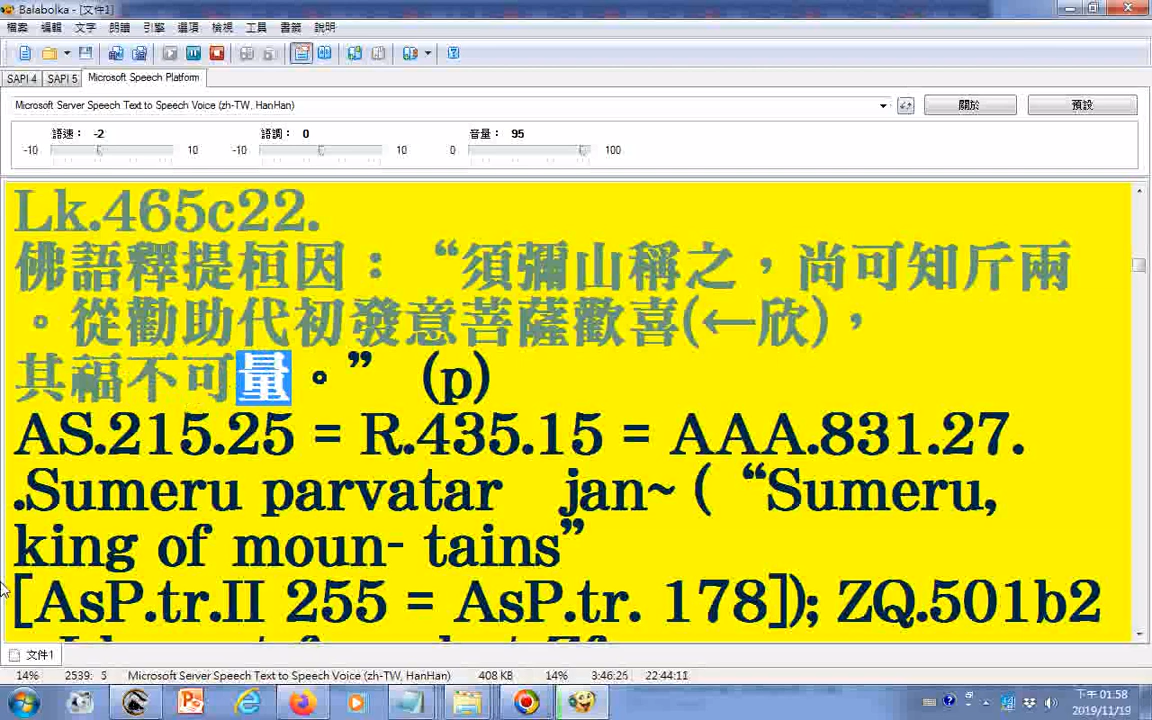 Balabolka - [文件1]
檔案 編輯 文字 朗讀 引擎 選項 檢視 工具 書籤 說明
SAPI 4 SAPI 5 Microsoft Speech Platform
Microsoft Server Speech Text to Speech Voice (zh-TW, HanHan) 關於 預設
語速： -2 語調： 0 音量： 95
-10 10 -10 10 0 100
Lk.465c22.
佛語釋提桓因：“須彌山稱之，尚可知斤兩
。從勸助代初發意菩薩歡喜(←欣)，
其福不可量。” (p)
AS.215.25 = R.435.15 = AAA.831.27.
.Sumeru parvatar jan~ (“Sumeru,
king of moun- tains”
[AsP.tr.II 255 = AsP.tr. 178]); ZQ.501b2
文件1
14% 2539: 5 Microsoft Server Speech Text to Speech Voice (zh-TW, HanHan) 408 KB 14% 3:46:25 22:44:11
下午 01:58
2019/11/19